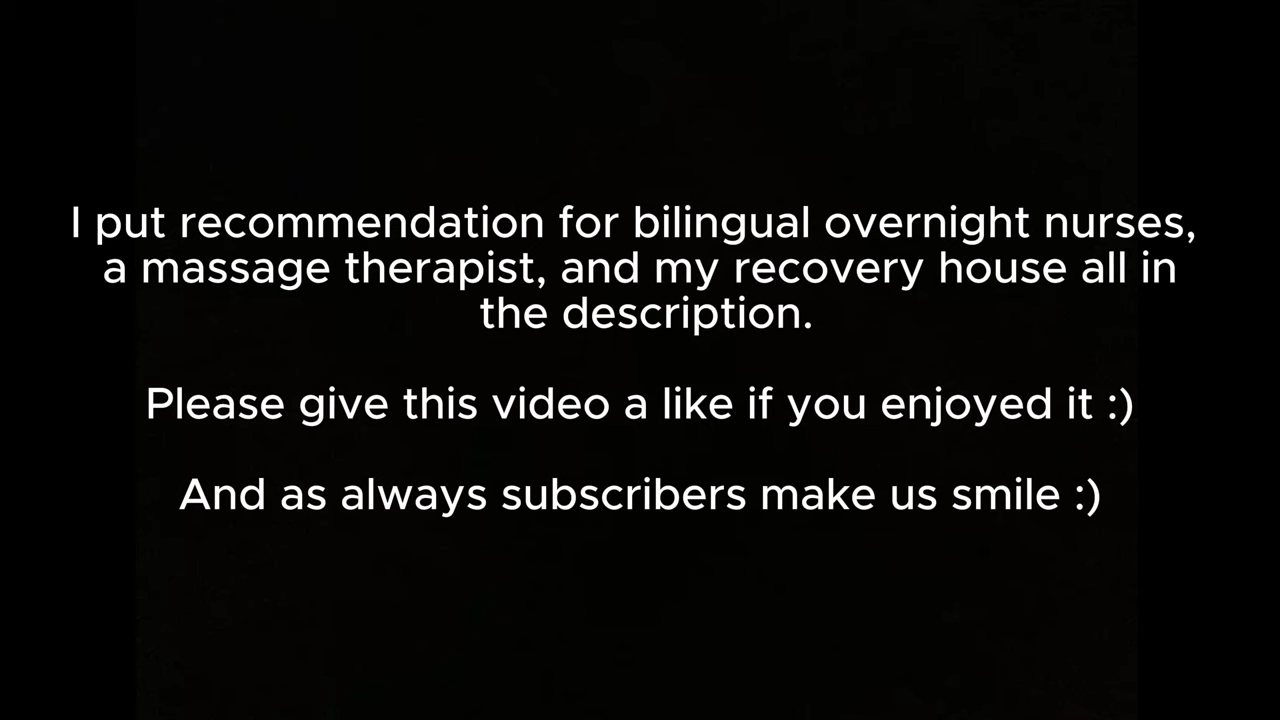 I put recommendation for bilingual overnight nurses,
a massage therapist, and my recovery house all in
the description.
Please give this video a like if you enjoyed it :)
And as always subscribers make us smile :)